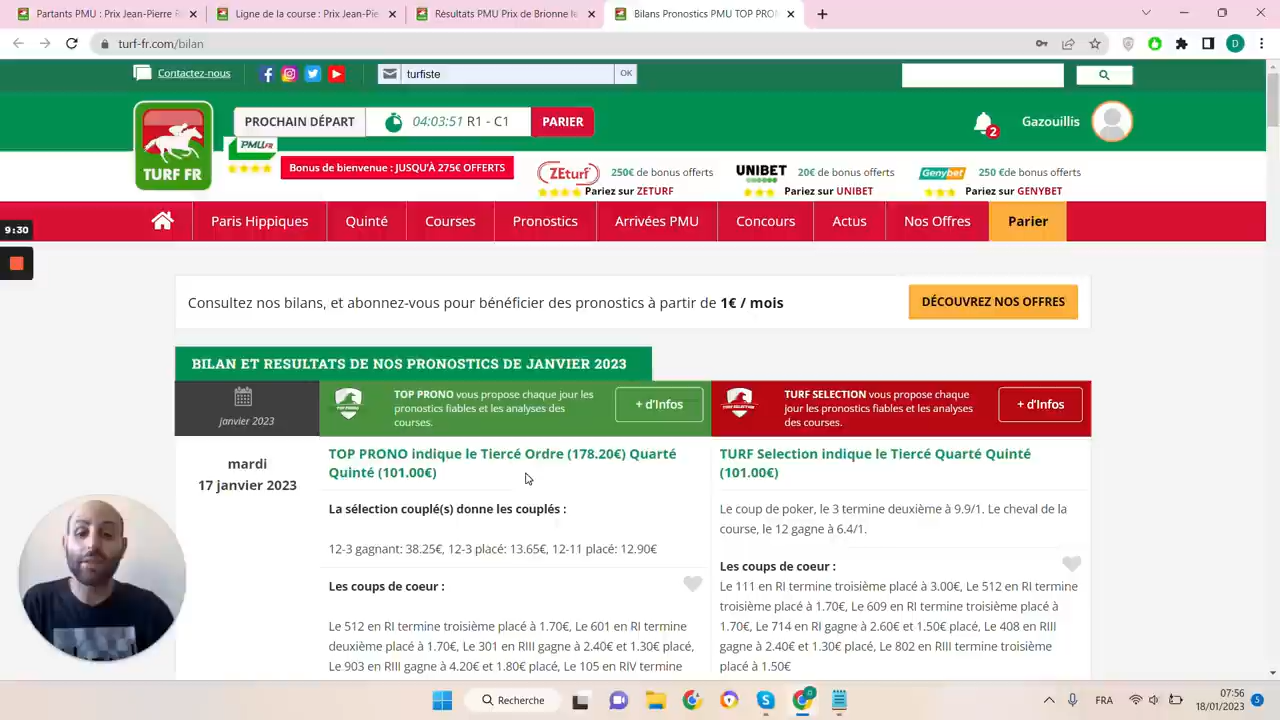 Partants PMU : Prix Jean-Pierre R
Ligne de la course : Prix Jean-Pie
Résultats PMU Prix de Brionne le
Bilans Pronostics PMU TOP PRON
turf-fr.com/bilan
Contactez-nous
turfiste
OK
PROCHAIN DÉPART
04:03:51 R1 - C1
PARIER
2
Gazouillis
TURF FR
PMU.FR
Bonus de bienvenue : JUSQU'À 275€ OFFERTS
ZEturf
250€ de bonus offerts
Pariez sur ZETURF
UNIBET
20€ de bonus offerts
Pariez sur UNIBET
Genybet
250 €de bonus offerts
Pariez sur GENYBET
Paris Hippiques
Quinté
Courses
Pronostics
Arrivées PMU
Concours
Actus
Nos Offres
Parier
9:30
Consultez nos bilans, et abonnez-vous pour bénéficier des pronostics à partir de 1€ / mois
DÉCOUVREZ NOS OFFRES
BILAN ET RESULTATS DE NOS PRONOSTICS DE JANVIER 2023
janvier 2023
TOP PRONO
TOP PRONO vous propose chaque jour les
pronostics fiables et les analyses des
courses.
+ d'Infos
TURF SELECTION
TURF SELECTION vous propose chaque
jour les pronostics fiables et les analyses
des courses.
+ d'Infos
mardi
17 janvier 2023
TOP PRONO indique le Tiercé Ordre (178.20€) Quarté
Quinté (101.00€)
La sélection couplé(s) donne les couplés :
12-3 gagnant: 38.25€, 12-3 placé: 13.65€, 12-11 placé: 12.90€
Les coups de coeur :
Le 512 en RI termine troisième placé à 1.70€, Le 601 en RI termine
deuxième placé à 1.70€, Le 301 en RIII gagne à 2.40€ et 1.30€ placé,
Le 903 en RIII gagne à 4.20€ et 1.80€ placé, Le 105 en RIV termine
TURF Selection indique le Tiercé Quarté Quinté
(101.00€)
Le coup de poker, le 3 termine deuxième à 9.9/1. Le cheval de la
course, le 12 gagne à 6.4/1.
Les coups de coeur :
Le 111 en RI termine troisième placé à 3.00€, Le 512 en RI termine
troisième placé à 1.70€, Le 609 en RI termine troisième placé à
1.70€, Le 714 en RI gagne à 2.60€ et 1.50€ placé, Le 408 en RIII
gagne à 2.40€ et 1.30€ placé, Le 802 en RIII termine troisième
placé à 1.50€
Recherche
FRA
07:56
18/01/2023
5